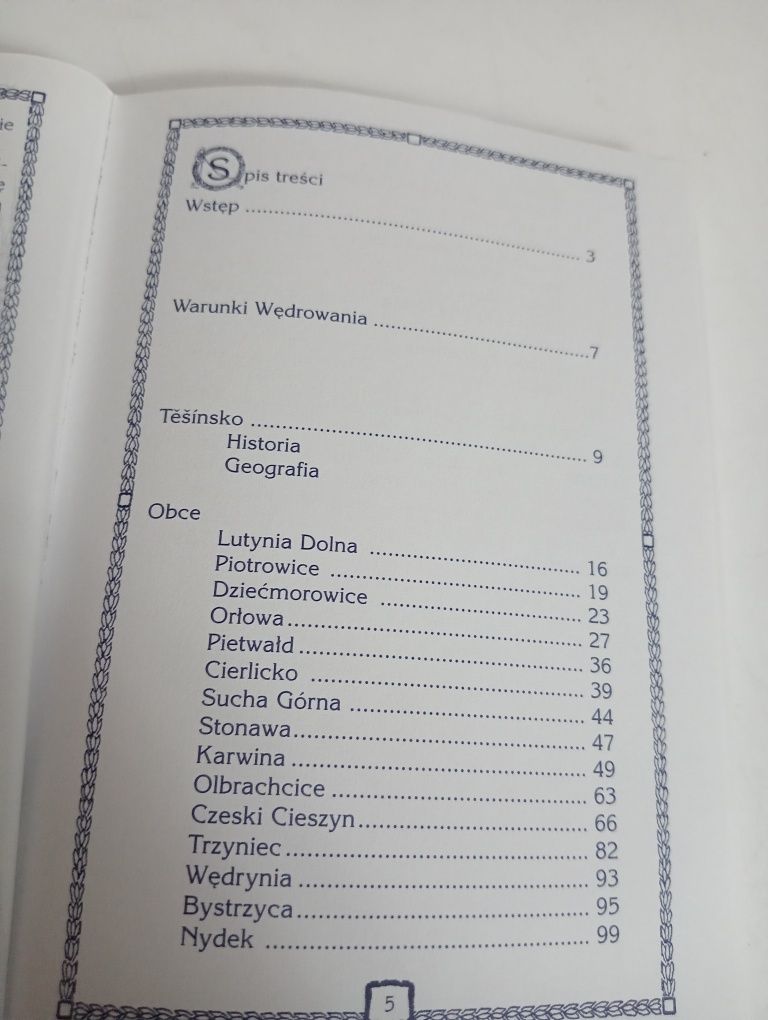 Spis treści
Wstęp ........................................................ 3
Warunki Wędrowania ....................................7
Těšínsko ........................................................ 9
Historia
Geografia
Obce
Lutynia Dolna .................................... 16
Piotrowice .......................................... 19
Dziećmorowice .................................. 23
Orłowa................................................ 27
Pietwałd.............................................. 36
Cierlicko ............................................. 39
Sucha Górna ...................................... 44
Stonawa............................................... 47
Karwina ............................................... 49
Olbrachcice ......................................... 63
Czeski Cieszyn..................................... 66
Trzyniec................................................ 82
Wędrynia .............................................. 93
Bystrzyca.............................................. 95
Nydek ................................................... 99
5